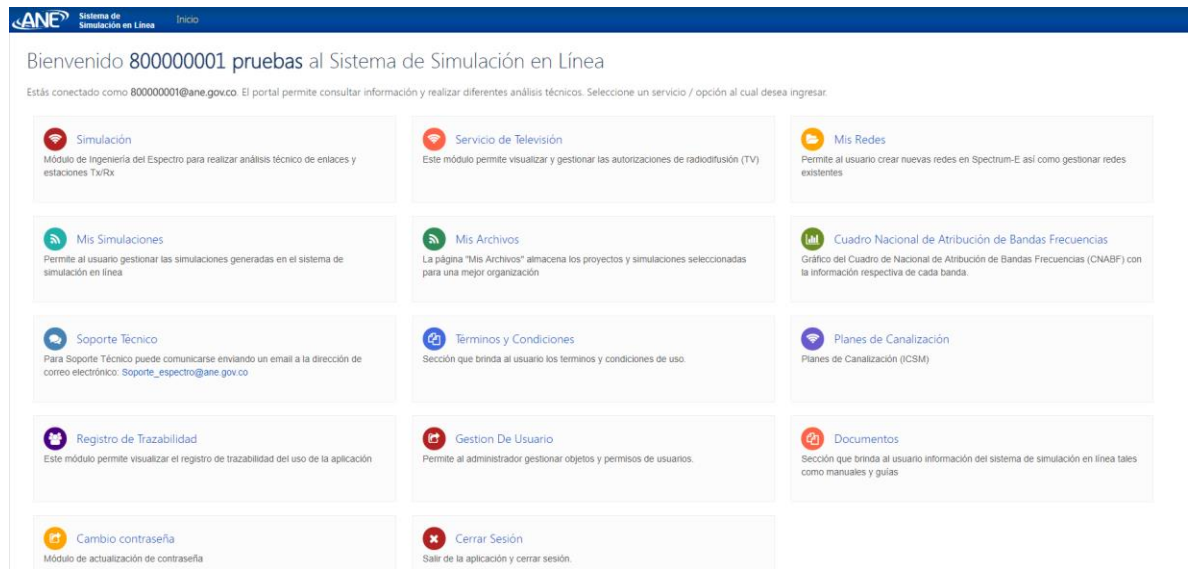 ANE Sistema de
Simulación en Línea
Inicio
Bienvenido 800000001 pruebas al Sistema de Simulación en Línea
Estás conectado como 800000001@ane.gov.co. El portal permite consultar información y realizar diferentes análisis técnicos. Seleccione un servicio / opción al cual desea ingresar.
Simulación
Módulo de Ingeniería del Espectro para realizar análisis técnico de enlaces y
estaciones Tx/Rx
Servicio de Televisión
Este módulo permite visualizar y gestionar las autorizaciones de radiodifusión (TV)
Mis Redes
Permite al usuario crear nuevas redes en Spectrum-E así como gestionar redes
existentes
Mis Simulaciones
Permite al usuario gestionar las simulaciones generadas en el sistema de
simulación en línea
Mis Archivos
La página "Mis Archivos" almacena los proyectos y simulaciones seleccionadas
para una mejor organización
Cuadro Nacional de Atribución de Bandas Frecuencias
Gráfico del Cuadro de Nacional de Atribución de Bandas Frecuencias (CNABF) con
la información respectiva de cada banda.
Soporte Técnico
Para Soporte Técnico puede comunicarse enviando un email a la dirección de
correo electrónico: Soporte_espectro@ane.gov.co
Términos y Condiciones
Sección que brinda al usuario los terminos y condiciones de uso.
Planes de Canalización
Planes de Canalización (ICSM)
Registro de Trazabilidad
Este módulo permite visualizar el registro de trazabilidad del uso de la aplicación
Gestion De Usuario
Permite al administrador gestionar objetos y permisos de usuarios.
Documentos
Sección que brinda al usuario información del sistema de simulación en línea tales
como manuales y guías
Cambio contraseña
Módulo de actualización de contraseña
Cerrar Sesión
Salir de la aplicación y cerrar sesión.